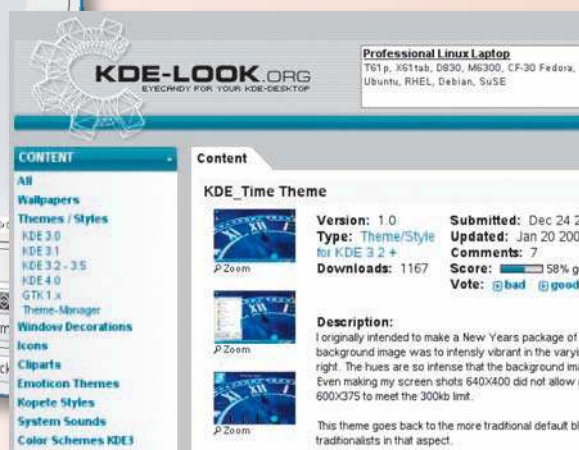 KDE-LOOK.ORG
EYECANDY FOR YOUR KDE-DESKTOP
Professional Linux Laptop
T61p, X61tab, D830, M6300, CF-30 Fedora,
Ubuntu, RHEL, Debian, SuSE
CONTENT
All
Wallpapers
Themes / Styles
KDE 3.0
KDE 3.1
KDE 3.2 - 3.5
KDE 4.0
GTK 1.x
Theme-Manager
Window Decorations
Icons
Cliparts
Emoticon Themes
Kopete Styles
System Sounds
Color Schemes KDE3
Content
KDE_Time Theme
Zoom
Zoom
Zoom
Version: 1.0
Type: Theme/Style
for KDE 3.2 +
Downloads: 1167
Submitted: Dec 24 2
Updated: Jan 20 200
Comments: 7
Score: 58% g
Vote: bad good
Description:
I originally intended to make a New Years package of
background image was to intensly vibrant in the varyi
right. The hues are so intense that the background ima
Even making my screen shots 640X400 did not allow
600X375 to meet the 300kb limit.
This theme goes back to the more traditional default bl
traditionalists in that aspect.